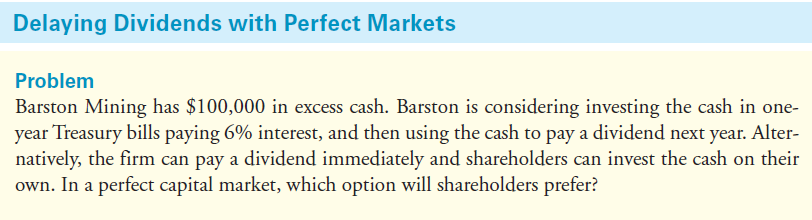 Delaying Dividends with Perfect Markets
Problem
Barston Mining has $100,000 in excess cash. Barston is considering investing the cash in one-
year Treasury bills paying 6% interest, and then using the cash to pay a dividend next year. Alter-
natively, the firm can pay a dividend immediately and shareholders can invest the cash on their
own. In a perfect capital market, which option will shareholders prefer?